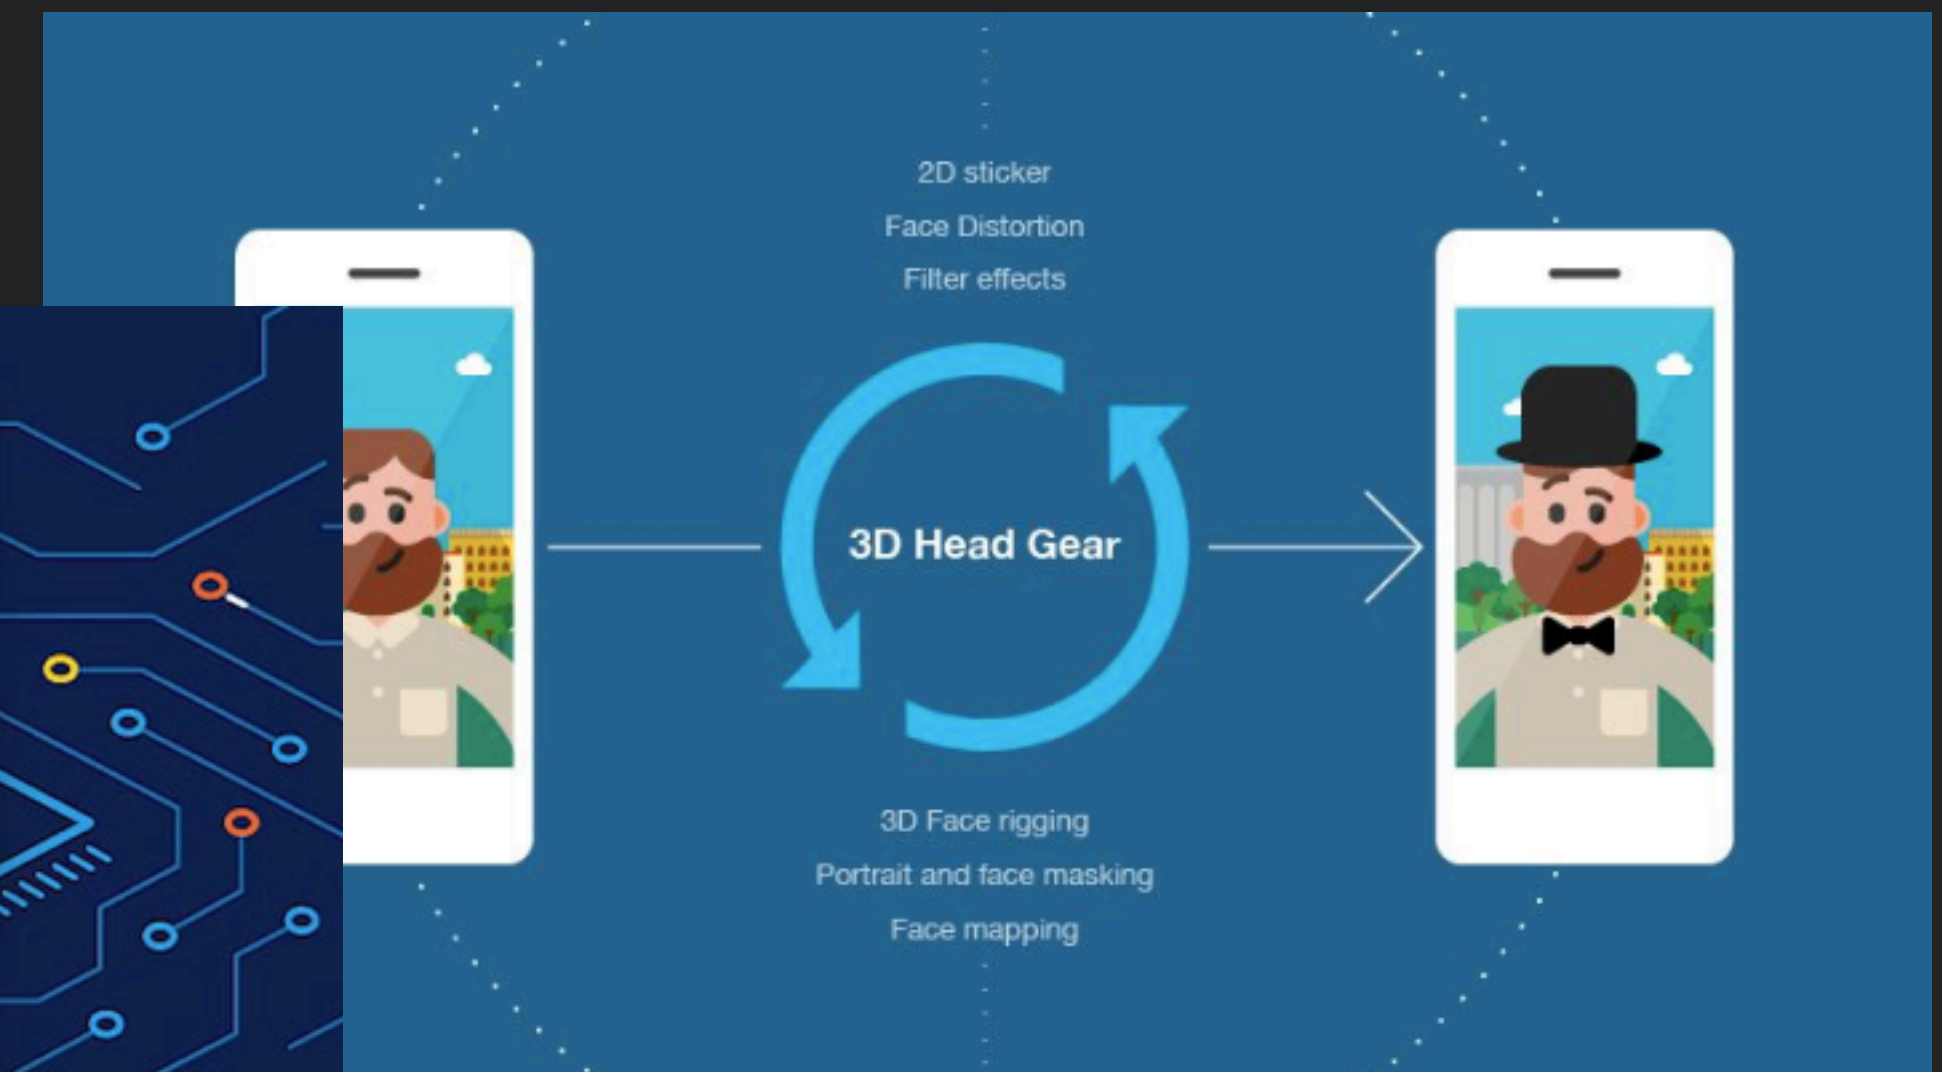 2D sticker
Face Distortion
Filter effects
3D Head Gear
3D Face rigging
Portrait and face masking
Face mapping